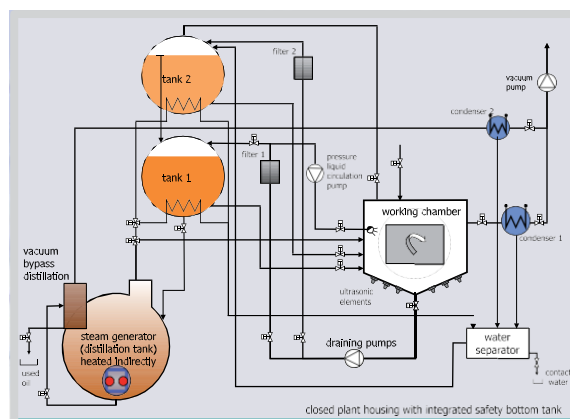 filter 2
tank 2
vacuum
pump
condenser 2
filter 1
pressure
liquid
circulation
pump
tank 1
working chamber
condenser 1
vacuum
bypass
distillation
ultrasonic
elements
steam generator
(distillation tank)
heated indirectly
draining pumps
water
separator
used
oil
contact
water
closed plant housing with integrated safety bottom tank